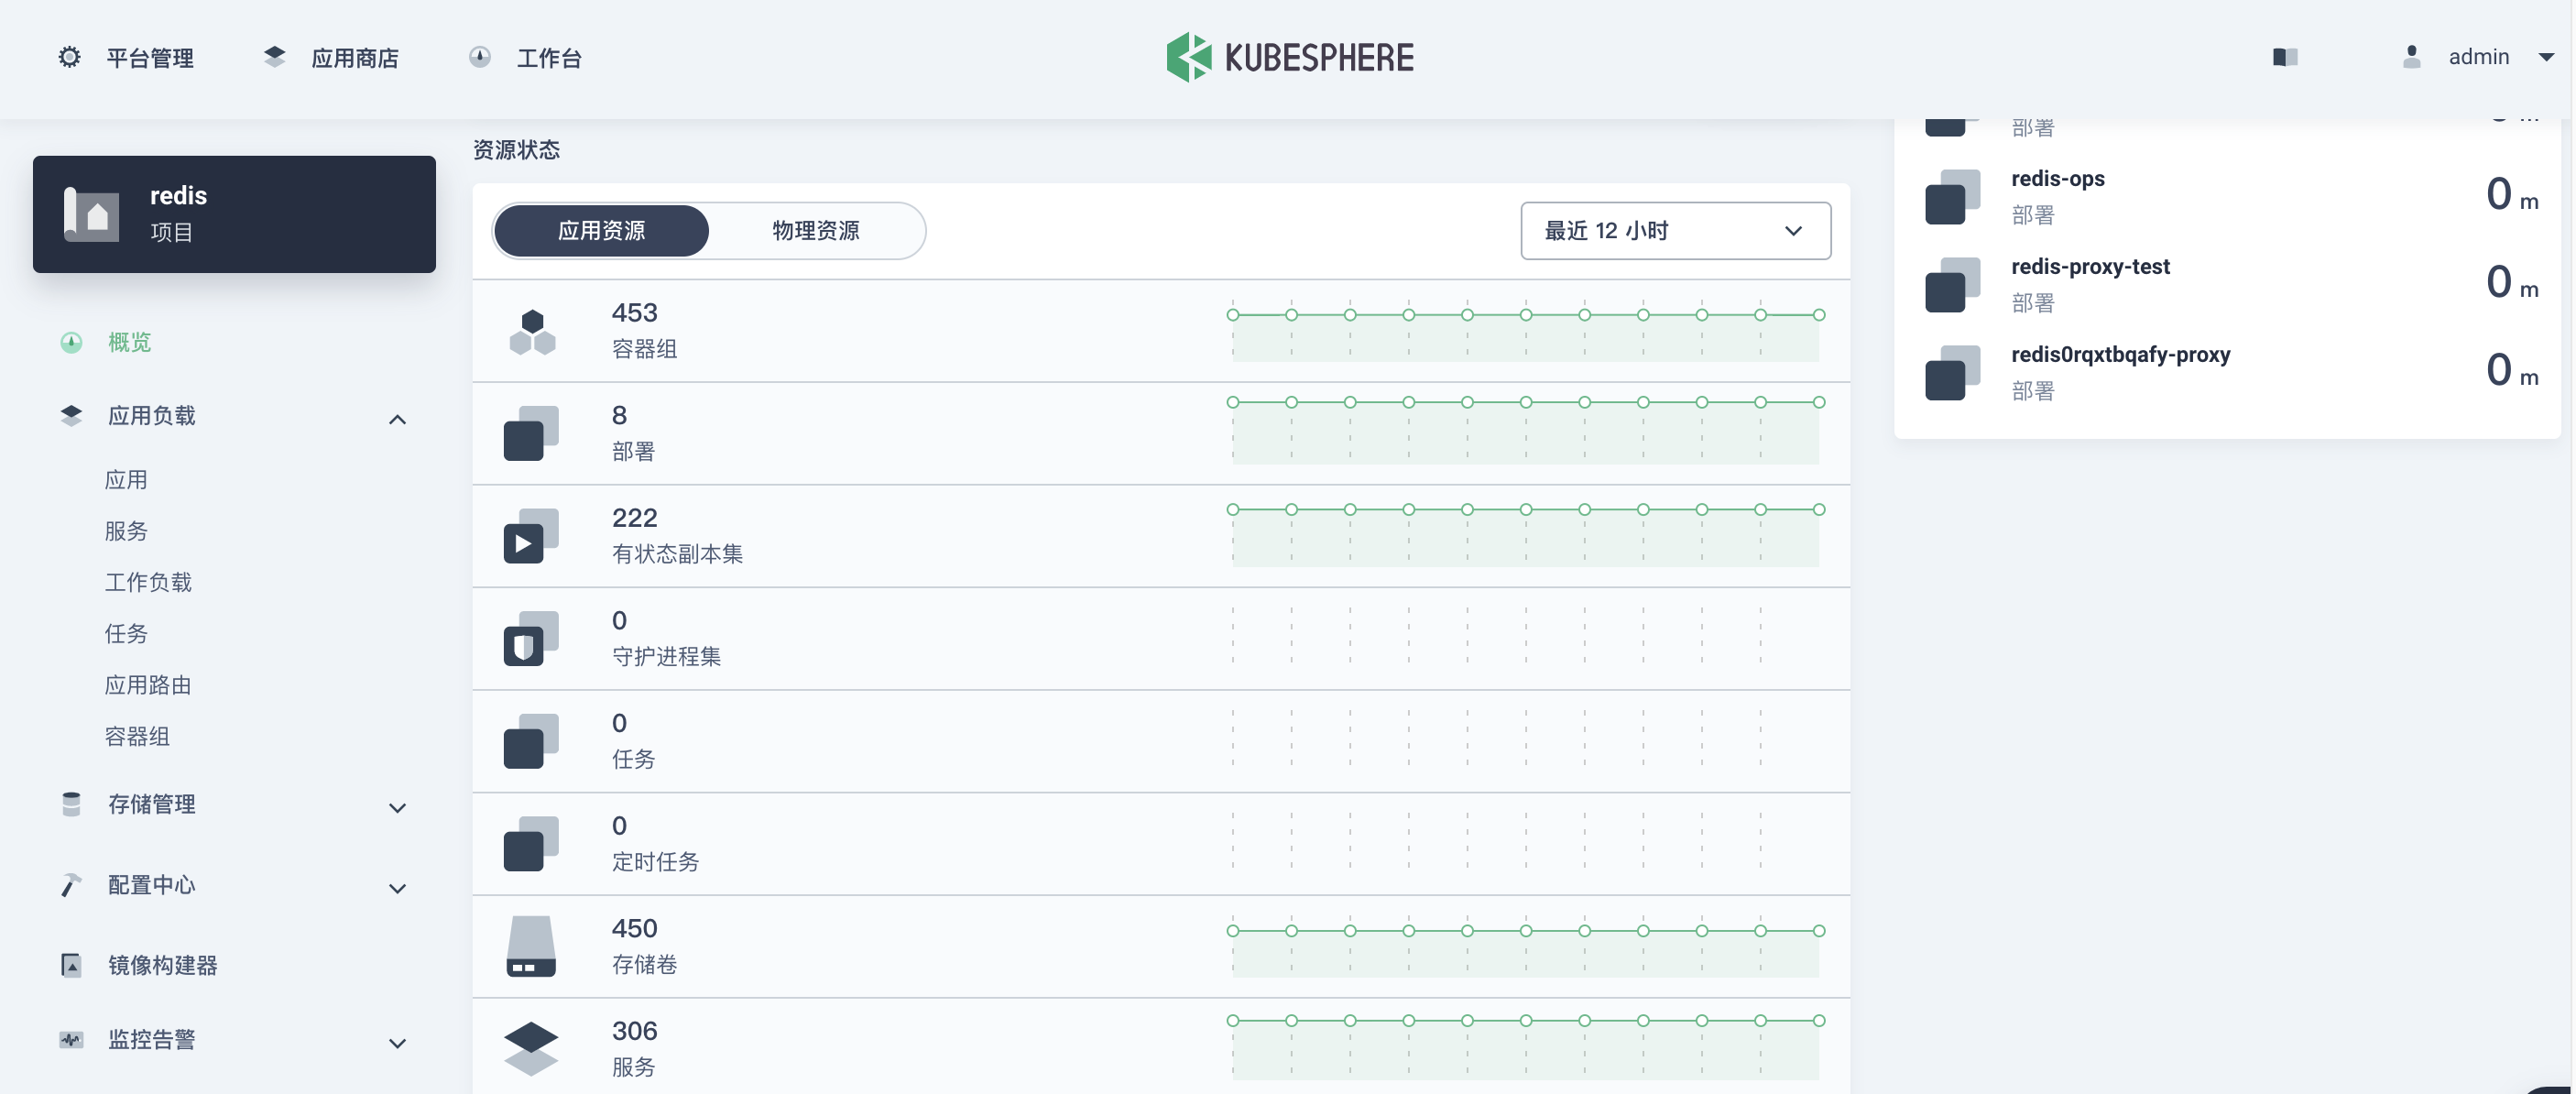 平台管理
应用商店
工作台
KUBESPHERE
admin
redis
项目
概览
应用负载
应用
服务
工作负载
任务
应用路由
容器组
存储管理
配置中心
镜像构建器
监控告警
资源状态
应用资源
物理资源
最近 12 小时
453
容器组
8
部署
222
有状态副本集
0
守护进程集
0
任务
0
定时任务
450
存储卷
306
服务
部署
redis-ops
部署
0 m
redis-proxy-test
部署
0 m
redis0rqxtbqafy-proxy
部署
0 m